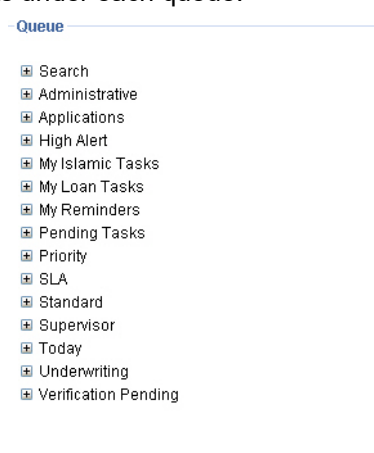 under each queue.
Queue
Search
Administrative
Applications
High Alert
My Islamic Tasks
My Loan Tasks
My Reminders
Pending Tasks
Priority
SLA
Standard
Supervisor
Today
Underwriting
Verification Pending